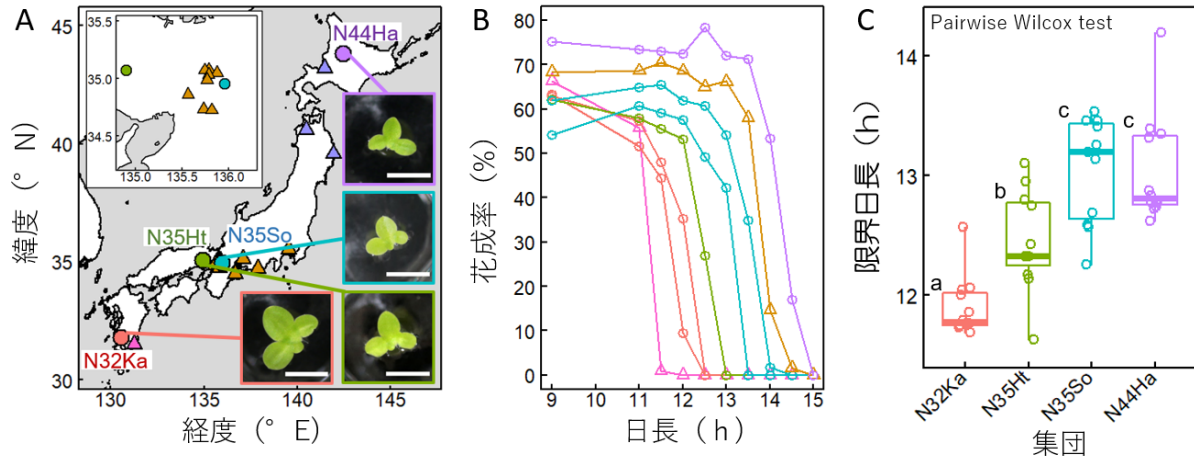 A
45
40
35
30
緯度（° N）
130
135
140
145
経度（° E）
35.5
35.0
34.5
135.0
135.5
136.0
N44Ha
N35Ht
N35So
N32Ka
B
80
70
60
50
40
30
20
10
0
花成率（%）
9
10
11
12
13
14
15
日長（h）
C
Pairwise Wilcox test
14
13
12
限界日長（h）
a
b
c
c
N32Ka
N35Ht
N35So
N44Ha
集団